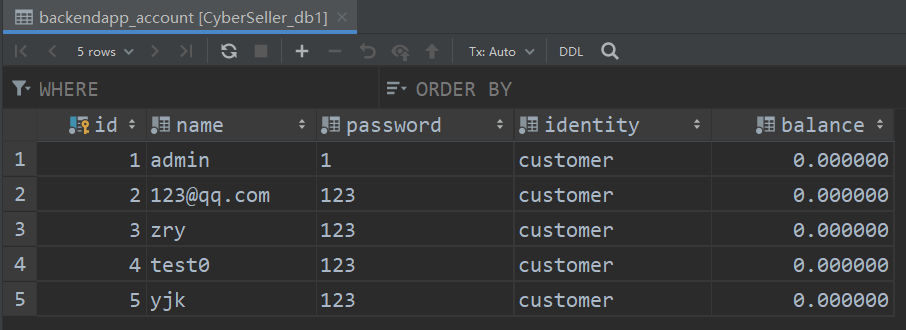 backendapp_account [CyberSeller_db1]
5 rows Tx: Auto DDL
WHERE ORDER BY
id name password identity balance
1 1 admin 1 customer 0.000000
2 2 123@qq.com 123 customer 0.000000
3 3 zry 123 customer 0.000000
4 4 test0 123 customer 0.000000
5 5 yjk 123 customer 0.000000